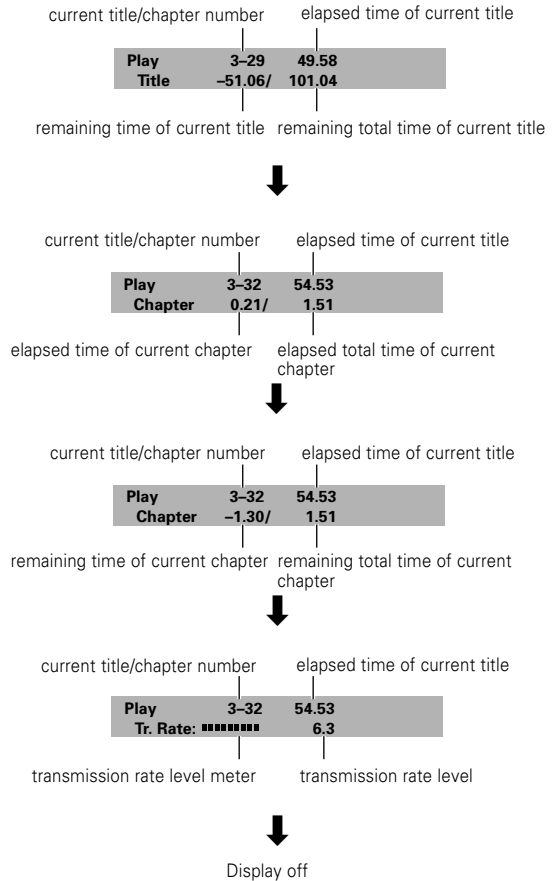 current title/chapter number elapsed time of current title
Play 3–29 49.58
Title –51.06/ 101.04
remaining time of current title remaining total time of current title
current title/chapter number elapsed time of current title
Play 3–32 54.53
Chapter 0.21/ 1.51
elapsed time of current chapter elapsed total time of current
chapter
current title/chapter number elapsed time of current title
Play 3–32 54.53
Chapter –1.30/ 1.51
remaining time of current chapter remaining total time of current
chapter
current title/chapter number elapsed time of current title
Play 3–32 54.53
Tr. Rate: 6.3
transmission rate level meter transmission rate level
Display off